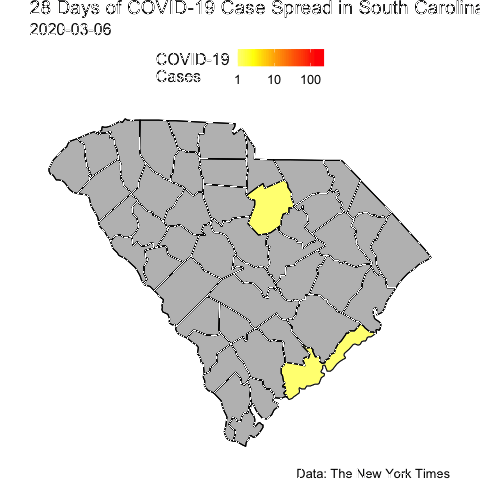 28 Days of COVID-19 Case Spread in South Carolina
2020-03-06
COVID-19
Cases
1 10 100
Data: The New York Times